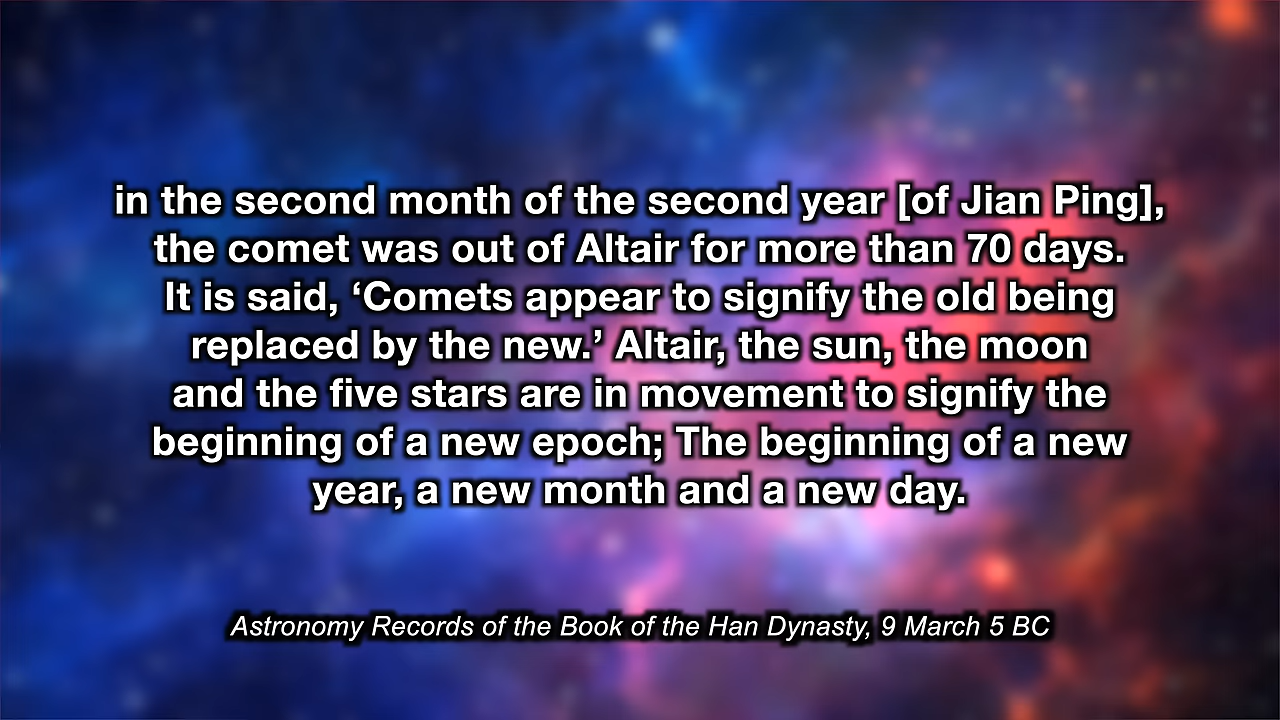 in the second month of the second year [of Jian Ping],
the comet was out of Altair for more than 70 days.
It is said, ‘Comets appear to signify the old being
replaced by the new.’ Altair, the sun, the moon
and the five stars are in movement to signify the
beginning of a new epoch; The beginning of a new
year, a new month and a new day.
Astronomy Records of the Book of the Han Dynasty, 9 March 5 BC